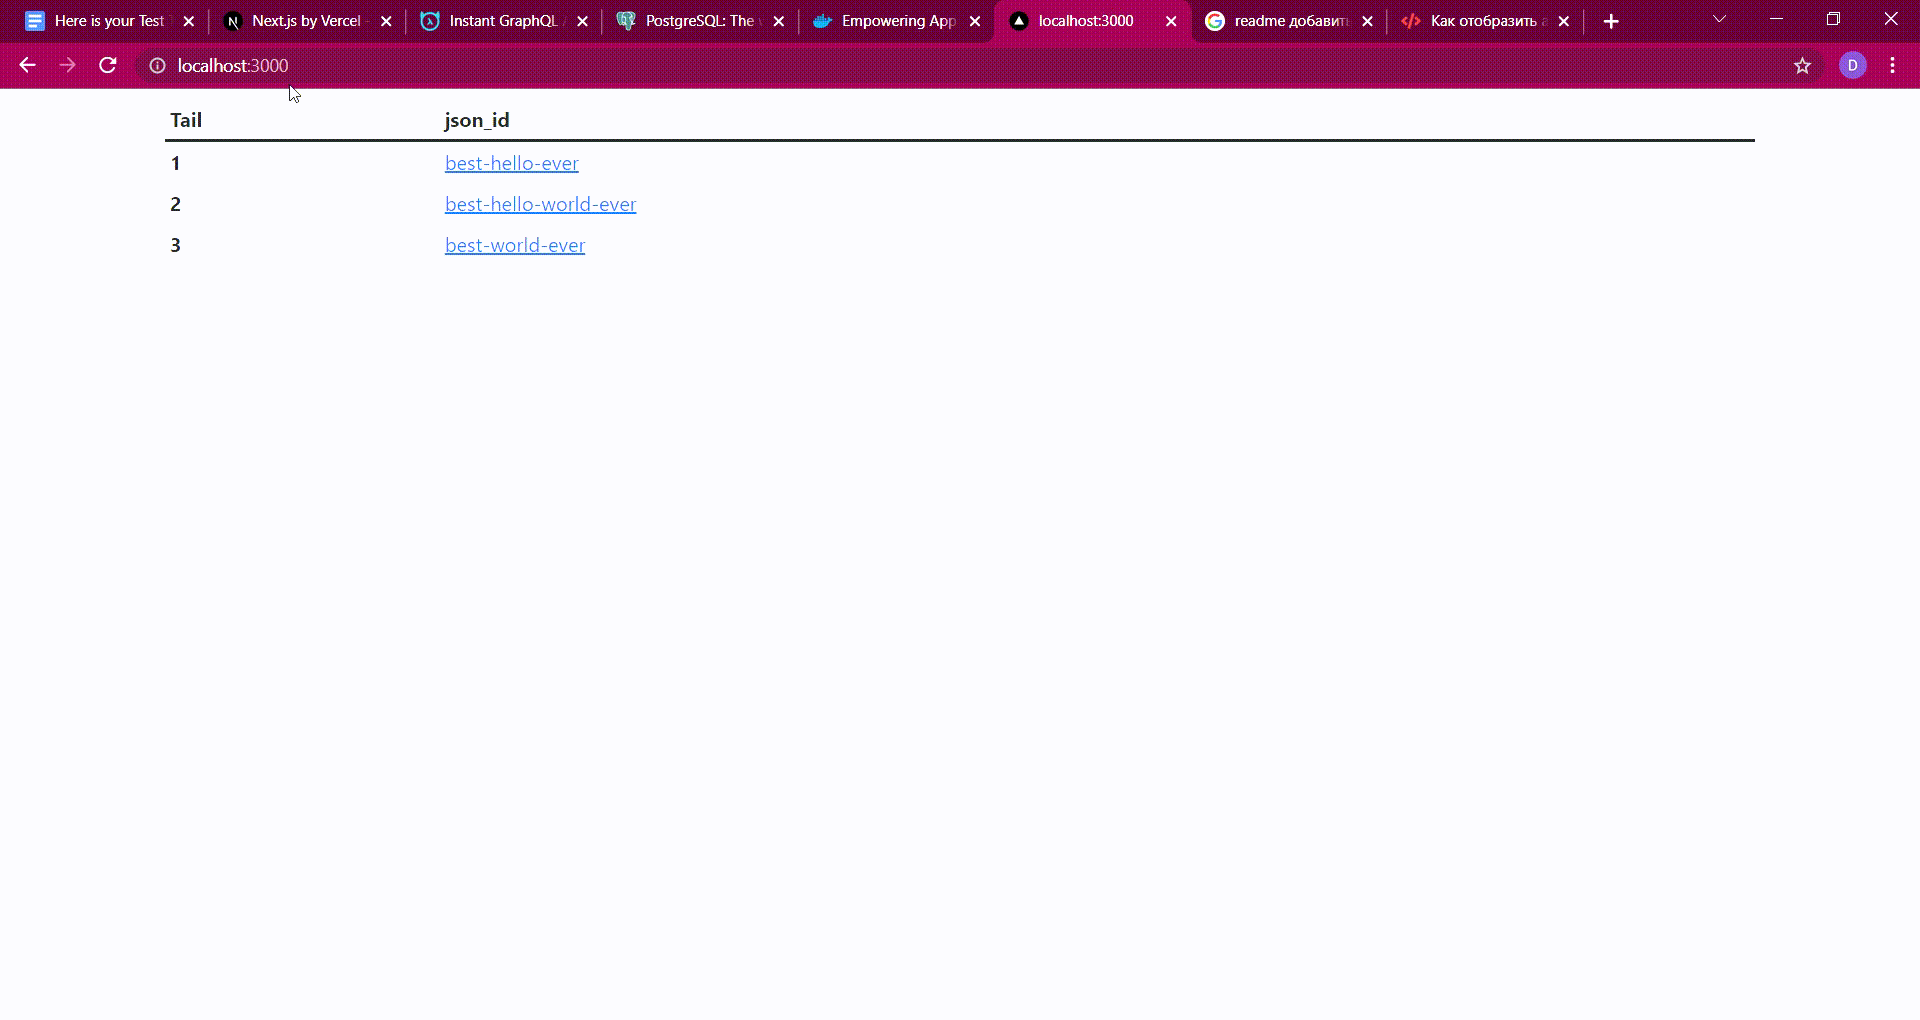 Here is your Test
Next.js by Vercel -
Instant GraphQL
PostgreSQL: The
Empowering App
localhost:3000
readme добавить
Как отобразить
localhost:3000
D
Tail json_id
1 best-hello-ever
2 best-hello-world-ever
3 best-world-ever